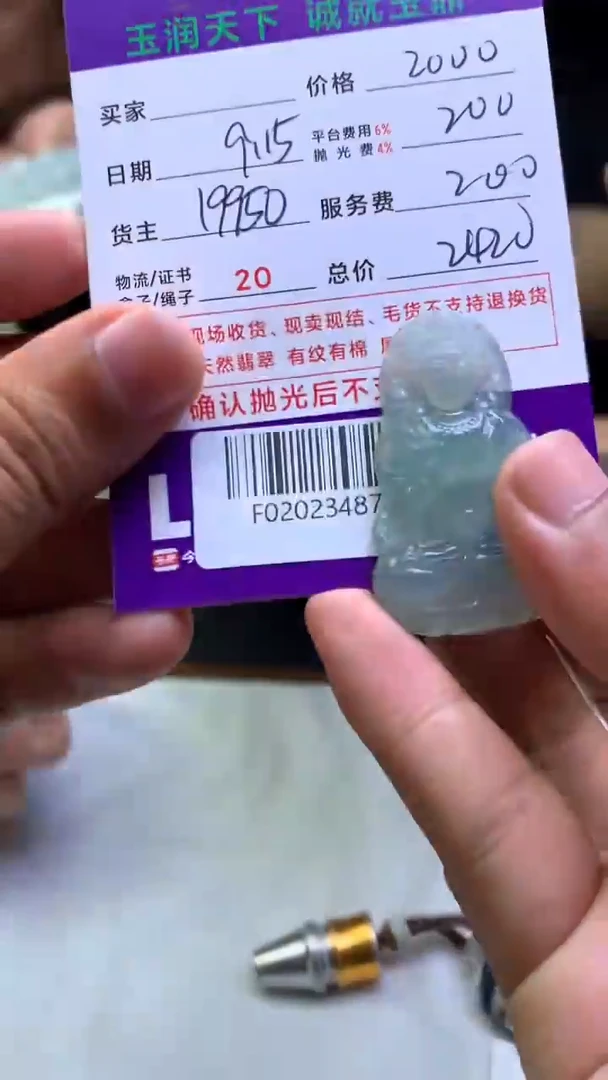 玉润天下 诚就
买家 价格 2000
日期 9.15 平台费用6% 抛光费4% 200
货主 19950 服务费 200
物流/证书 盒子/绳子 20 总价 2420
现场收货、现卖现结、毛货不支持退换货
天然翡翠 有纹有棉
确认抛光后不
L
F02023487
今